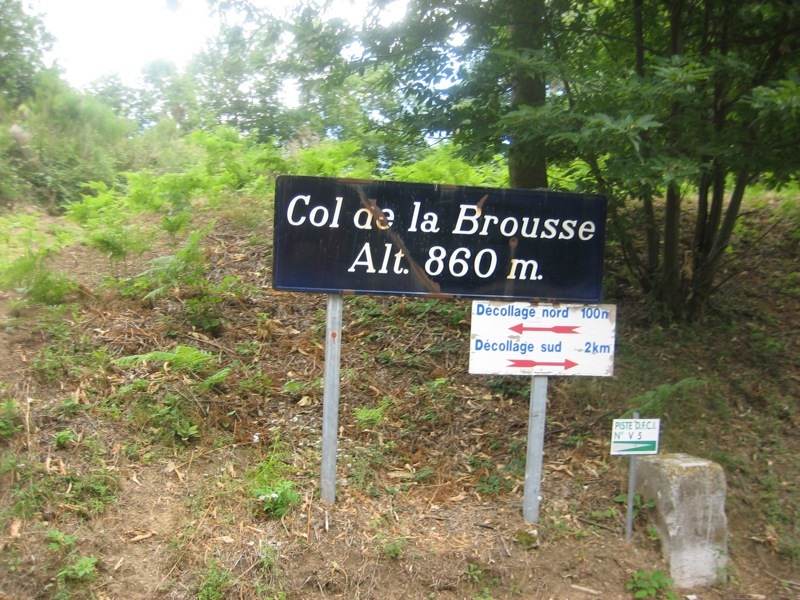 Col de la Brousse
Alt. 860 m.
Décollage nord 100m
Décollage sud 2km
PISTE D.F.C.I.
N° V 5